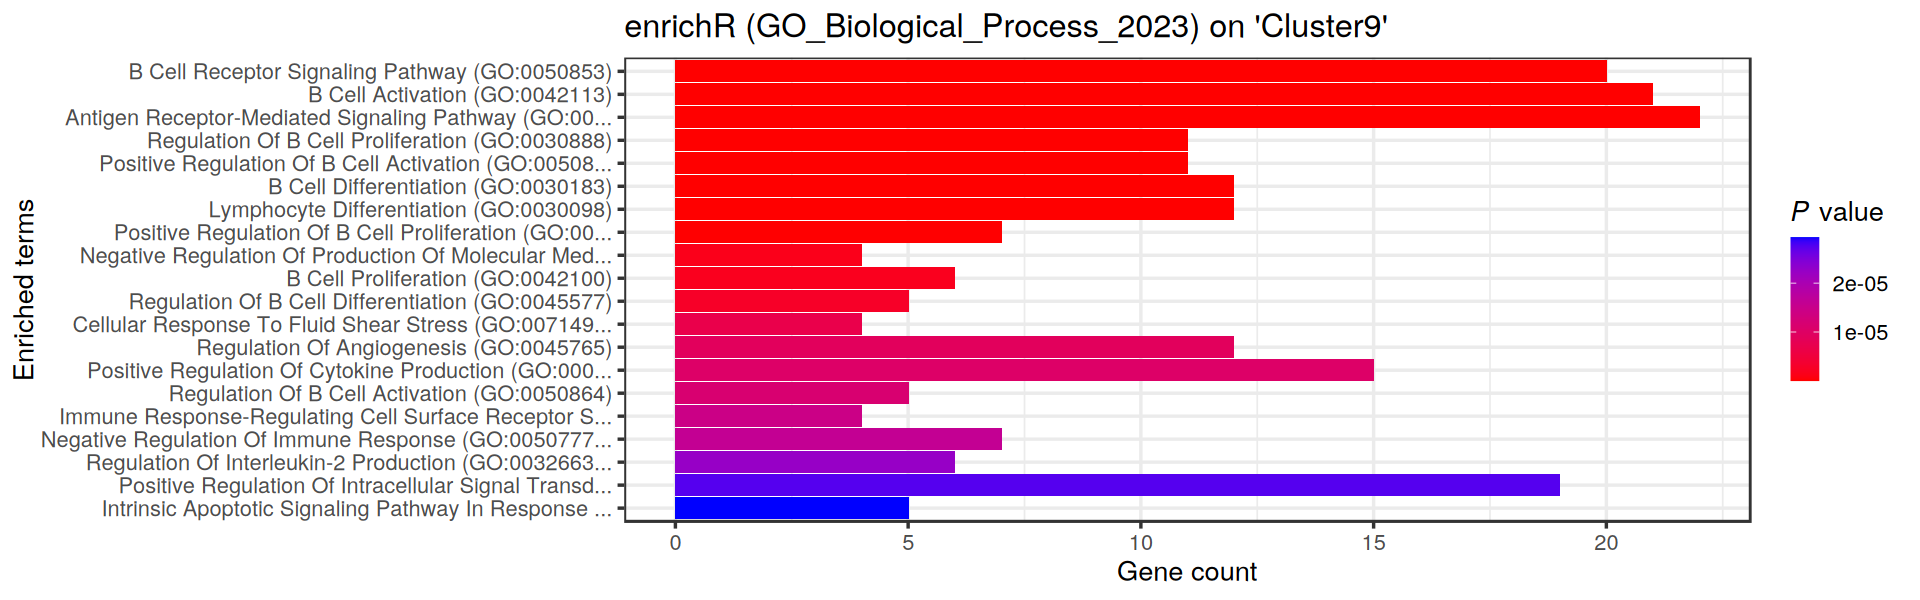 enrichR (GO_Biological_Process_2023) on 'Cluster9'
B Cell Receptor Signaling Pathway (GO:0050853)
B Cell Activation (GO:0042113)
Antigen Receptor-Mediated Signaling Pathway (GO:00...
Regulation Of B Cell Proliferation (GO:0030888)
Positive Regulation Of B Cell Activation (GO:00508...
B Cell Differentiation (GO:0030183)
Lymphocyte Differentiation (GO:0030098)
Positive Regulation Of B Cell Proliferation (GO:00...
Negative Regulation Of Production Of Molecular Med...
B Cell Proliferation (GO:0042100)
Regulation Of B Cell Differentiation (GO:0045577)
Cellular Response To Fluid Shear Stress (GO:007149...
Regulation Of Angiogenesis (GO:0045765)
Positive Regulation Of Cytokine Production (GO:000...
Regulation Of B Cell Activation (GO:0050864)
Immune Response-Regulating Cell Surface Receptor S...
Negative Regulation Of Immune Response (GO:0050777...
Regulation Of Interleukin-2 Production (GO:0032663...
Positive Regulation Of Intracellular Signal Transd...
Intrinsic Apoptotic Signaling Pathway In Response ...
Enriched terms
0 5 10 15 20
Gene count
P value
2e-05
1e-05